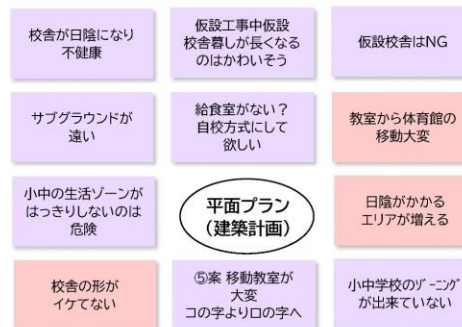 校舎が日陰になり
不健康
仮設工事中仮設
校舎暮しが長くなる
のはかわいそう
仮設校舎はNG
サブグラウンドが
遠い
給食室がない？
自校方式にして
欲しい
教室から体育館の
移動大変
小中の生活ゾーンが
はっきりしないのは
危険
平面プラン
（建築計画）
日陰がかかる
エリアが増える
校舎の形が
イケてない
⑤案 移動教室が
大変
コの字よりロの字へ
小中学校のｿﾞｰﾆﾝｸﾞ
が出来ていない